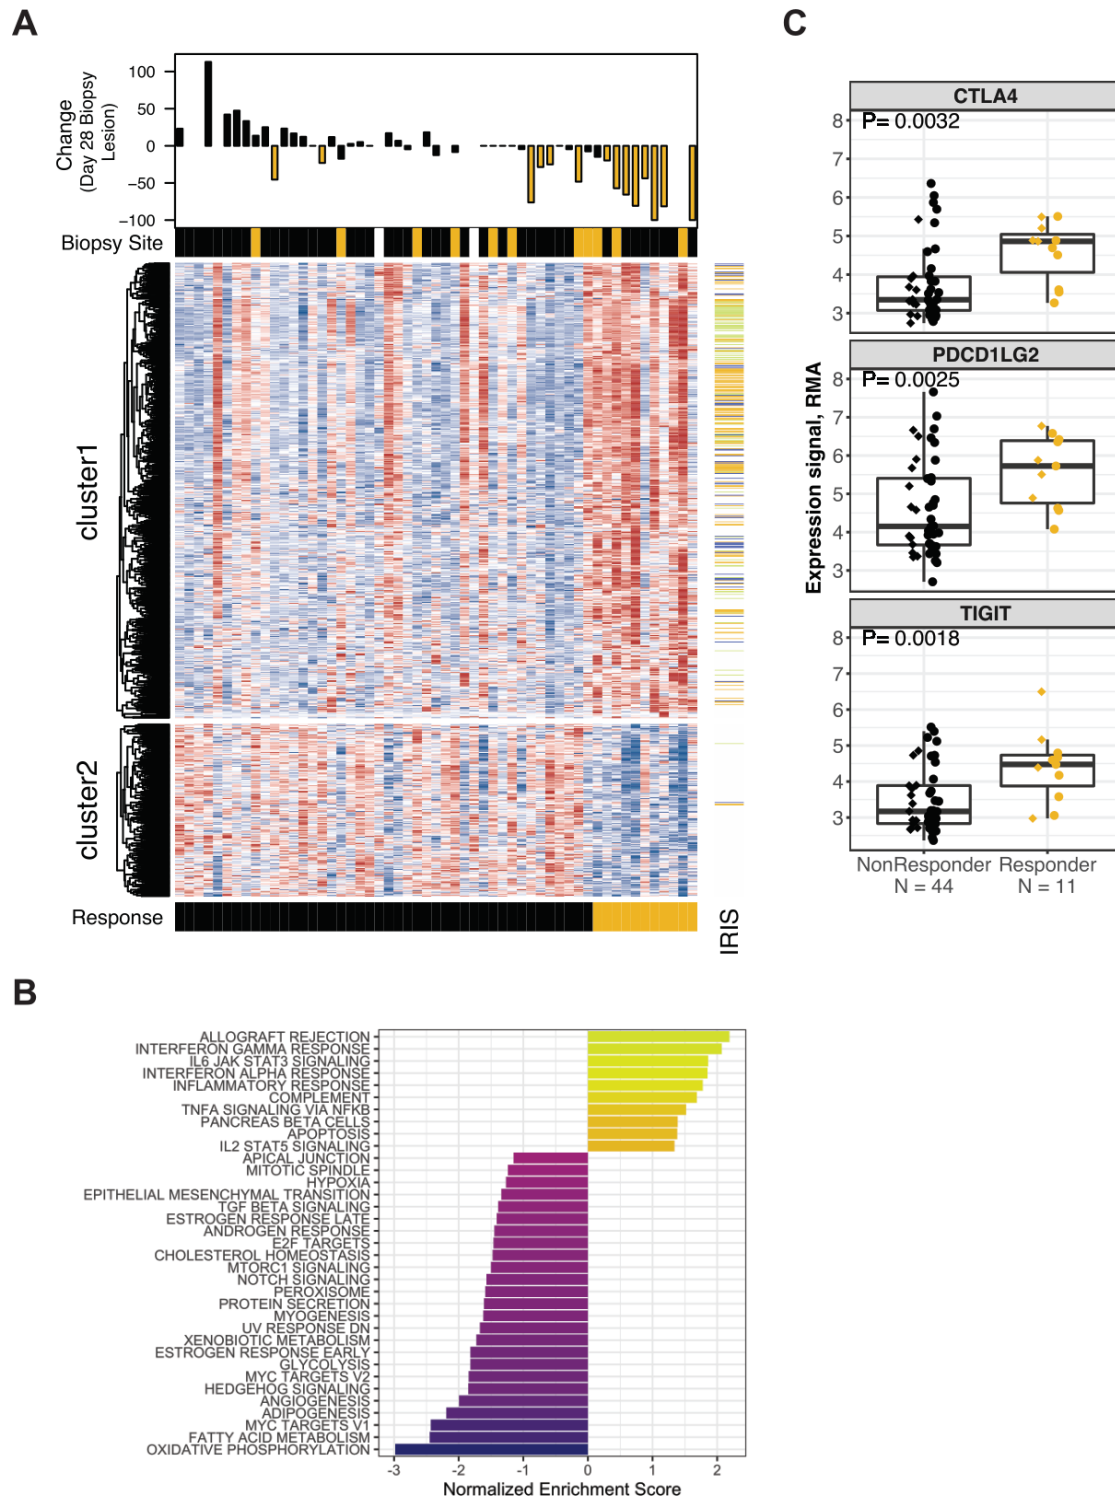 A
Change
(Day 28 Biopsy
Lesion)
100
50
0
−50
−100
Biopsy Site
cluster1
cluster2
Response
IRIS
B
ALLOGRAFT REJECTION
INTERFERON GAMMA RESPONSE
IL6 JAK STAT3 SIGNALING
INTERFERON ALPHA RESPONSE
INFLAMMATORY RESPONSE
COMPLEMENT
TNFA SIGNALING VIA NFKB
PANCREAS BETA CELLS
APOPTOSIS
IL2 STAT5 SIGNALING
APICAL JUNCTION
MITOTIC SPINDLE
HYPOXIA
EPITHELIAL MESENCHYMAL TRANSITION
TGF BETA SIGNALING
ESTROGEN RESPONSE LATE
ANDROGEN RESPONSE
E2F TARGETS
CHOLESTEROL HOMEOSTASIS
MTORC1 SIGNALING
NOTCH SIGNALING
PEROXISOME
PROTEIN SECRETION
MYOGENESIS
UV RESPONSE DN
XENOBIOTIC METABOLISM
ESTROGEN RESPONSE EARLY
GLYCOLYSIS
MYC TARGETS V2
HEDGEHOG SIGNALING
ANGIOGENESIS
ADIPOGENESIS
MYC TARGETS V1
FATTY ACID METABOLISM
OXIDATIVE PHOSPHORYLATION
-3 -2 -1 0 1 2
Normalized Enrichment Score
C
Expression signal, RMA
CTLA4
P= 0.0032
8
7
6
5
4
3
PDCD1LG2
P= 0.0025
8
7
6
5
4
3
TIGIT
P= 0.0018
8
7
6
5
4
3
NonResponder Responder
N = 44 N = 11